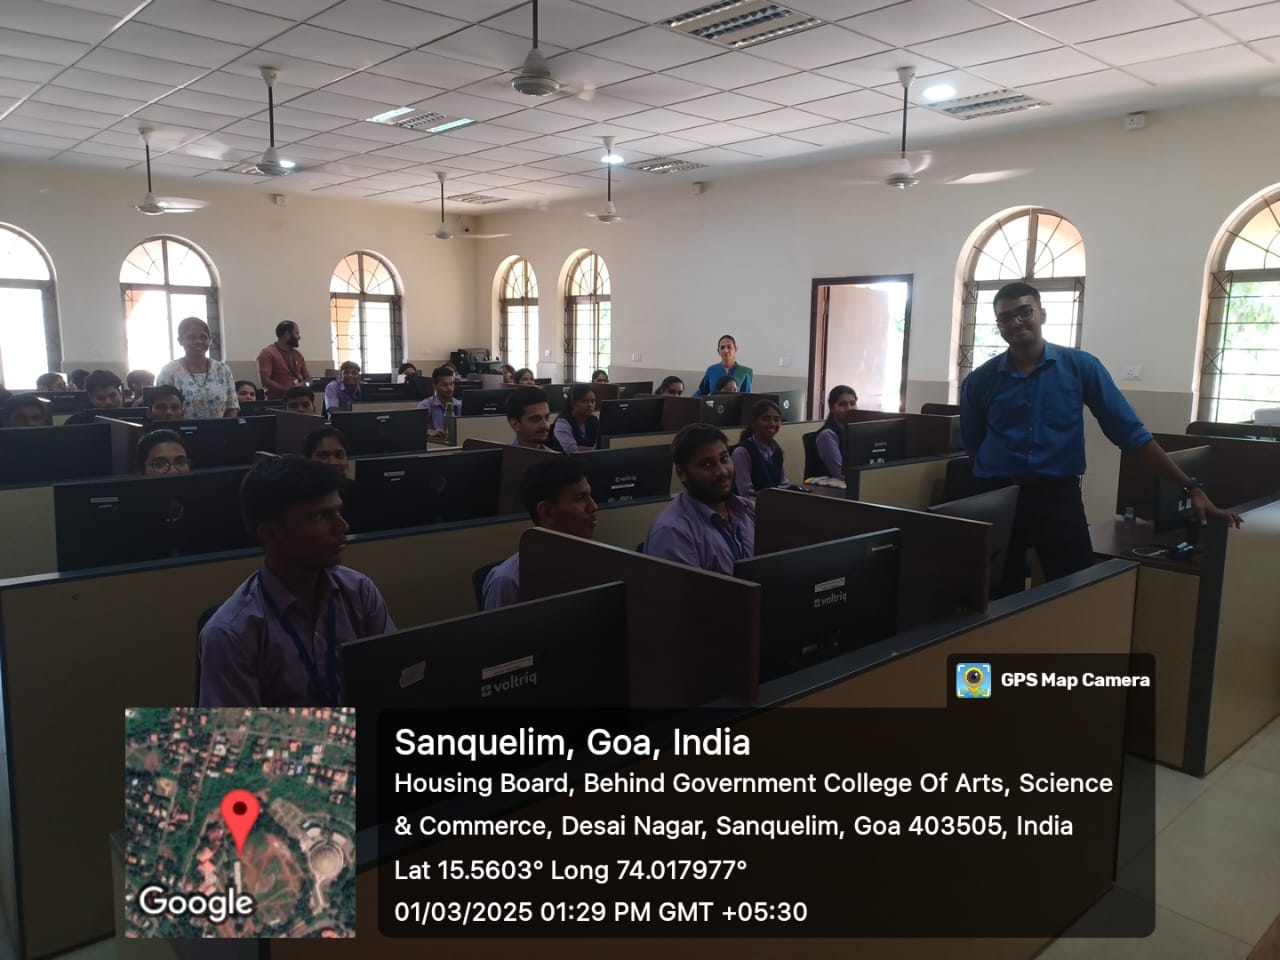 voltriq
voltriq
voltriq
GPS Map Camera
Sanquelim, Goa, India
Housing Board, Behind Government College Of Arts, Science
& Commerce, Desai Nagar, Sanquelim, Goa 403505, India
Lat 15.5603° Long 74.017977°
01/03/2025 01:29 PM GMT +05:30
Google